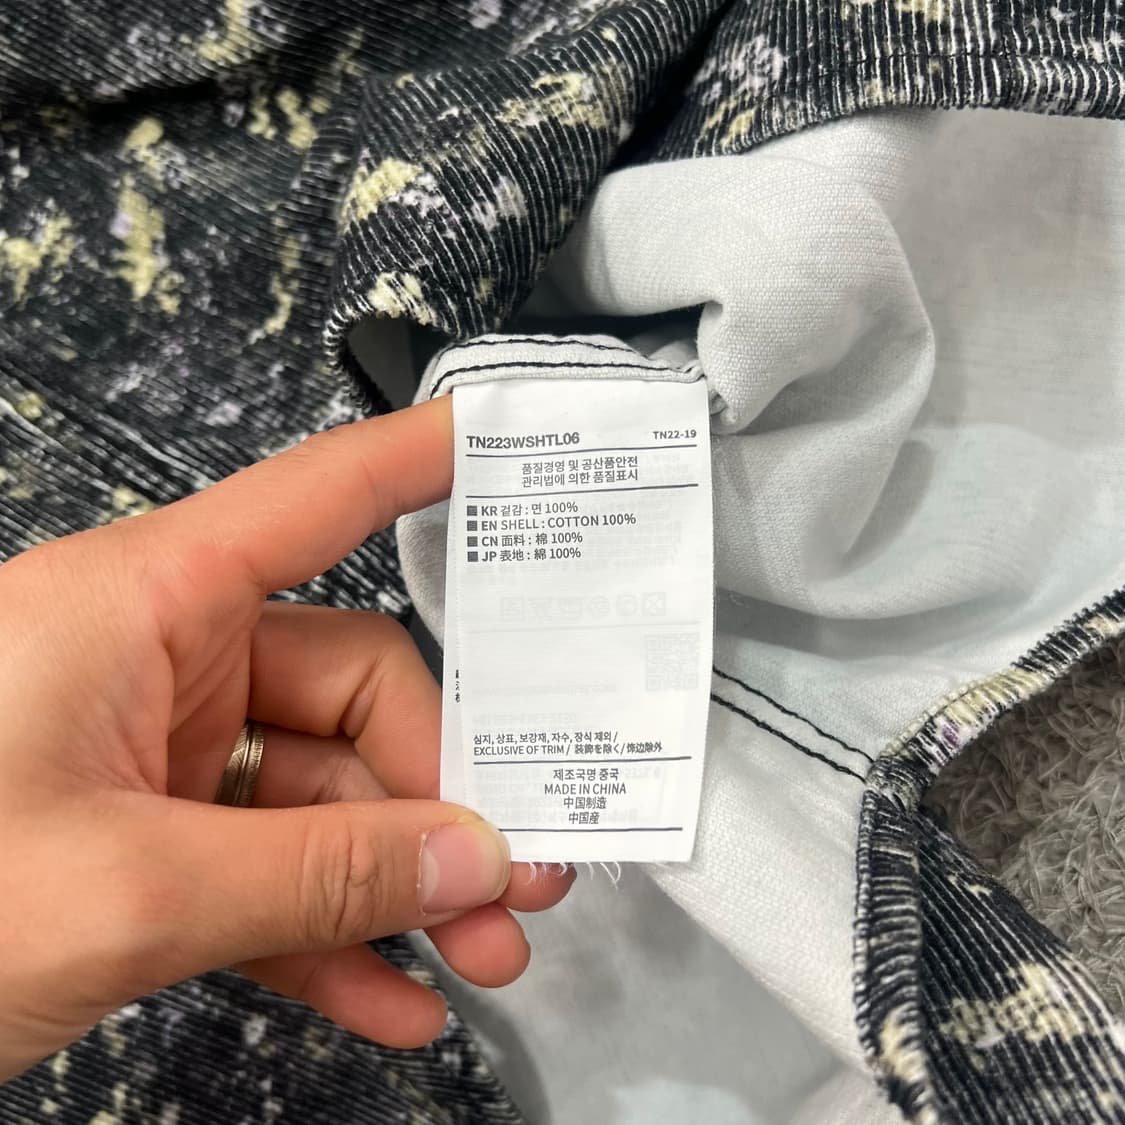 TN223WSHTL06 TN22-19
품질경영 및 공산품안전
관리법에 의한 품질표시
KR 겉감 : 면 100%
EN SHELL : COTTON 100%
CN 面料 : 棉 100%
JP 表地 : 綿 100%
심지, 상표, 보강재, 자수, 장식 제외 /
EXCLUSIVE OF TRIM / 装飾を除く / 饰边除外
제조국명 중국
MADE IN CHINA
中国制造
中国産